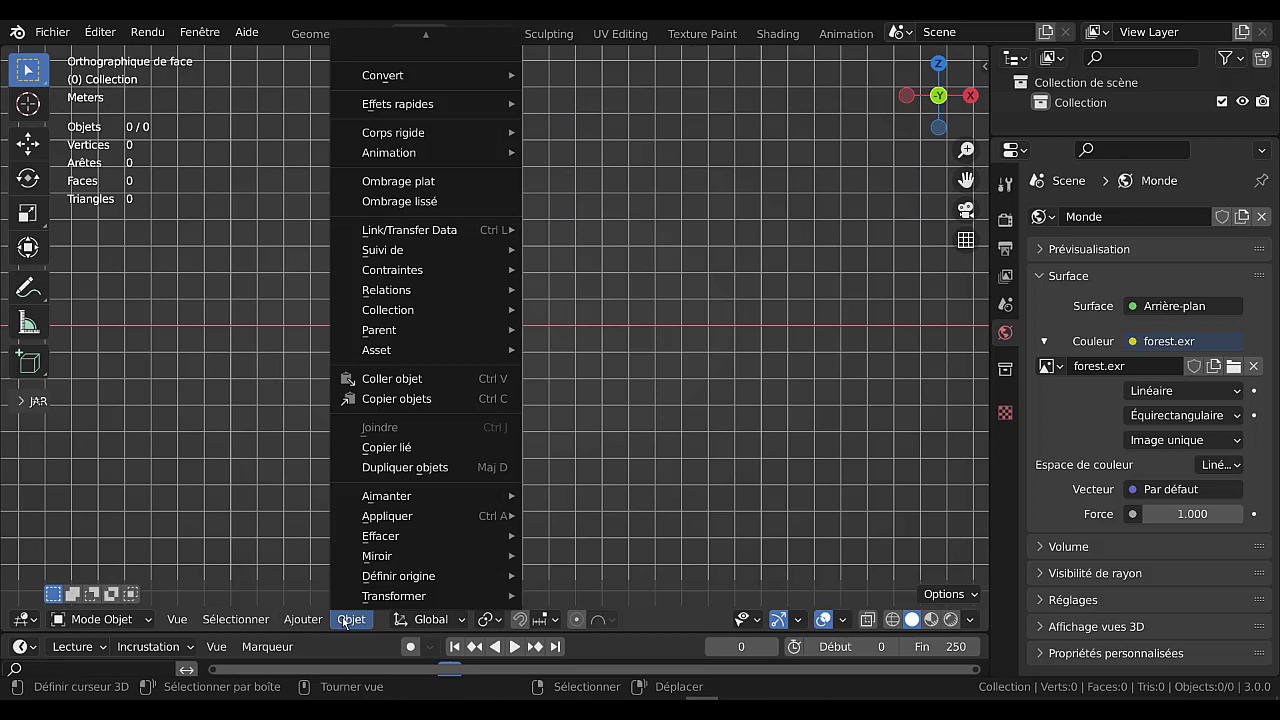 Fichier Éditer Rendu Fenêtre Aide Geome Sculpting UV Editing Texture Paint Shading Animation Scene View Layer
Orthographique de face
(0) Collection
Meters
Objets 0 / 0
Vertices 0
Arêtes 0
Faces 0
Triangles 0
JAR
Convert
Effets rapides
Corps rigide
Animation
Ombrage plat
Ombrage lissé
Link/Transfer Data Ctrl L
Suivi de
Contraintes
Relations
Collection
Parent
Asset
Coller objet Ctrl V
Copier objets Ctrl C
Joindre Ctrl J
Copier lié
Dupliquer objets Maj D
Aimanter
Appliquer Ctrl A
Effacer
Miroir
Définir origine
Transformer
Z
-Y
X
Options
Collection de scène
Collection
Scene > Monde
Monde
Prévisualisation
Surface
Surface Arrière-plan
Couleur forest.exr
forest.exr
Linéaire
Équirectangulaire
Image unique
Espace de couleur Liné...
Vecteur Par défaut
Force 1.000
Volume
Visibilité de rayon
Réglages
Affichage vues 3D
Propriétés personnalisées
Mode Objet Vue Sélectionner Ajouter Objet Global
Lecture Incrustation Vue Marqueur 0 Début 0 Fin 250
Définir curseur 3D Sélectionner par boîte Tourner vue Sélectionner Déplacer Collection | Verts:0 | Faces:0 | Tris:0 | Objects:0/0 | 3.0.0